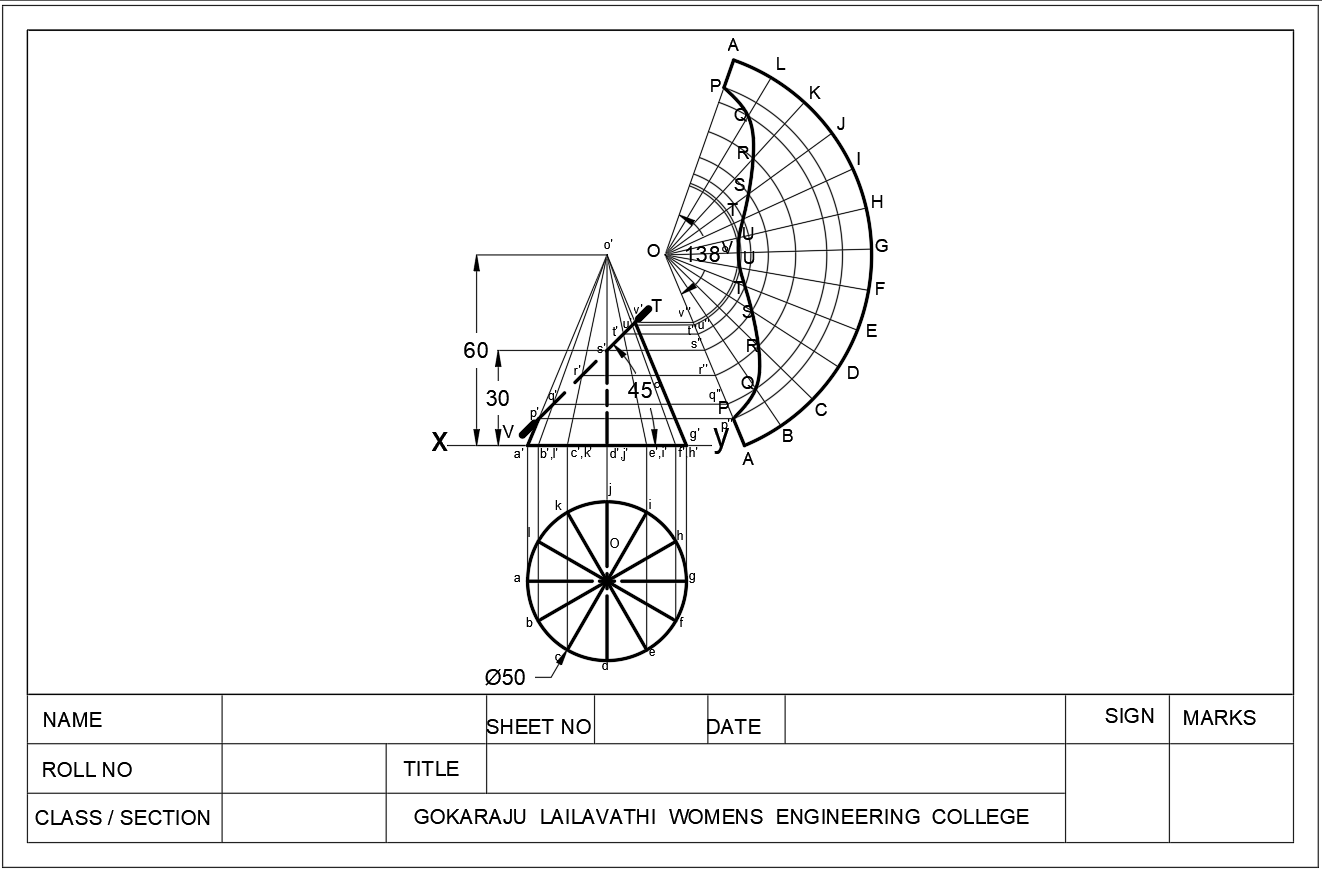 A
L
K
J
I
H
G
F
E
D
C
B
A
P
Q
R
S
T
U
V
U
T
S
R
Q
P
O
138°
o'
v' T
u'
t'
s'
r'
q'
p'
V
v"
t" u"
s"
r"
q"
p"
60
30
45°
X
y
g'
a' b',l' c',k' d',j' e',i' f',h'
j
k
i
l
h
O
a
g
b
f
c
e
d
Ø50
NAME
SHEET NO
DATE
SIGN
MARKS
ROLL NO
TITLE
CLASS / SECTION
GOKARAJU LAILAVATHI WOMENS ENGINEERING COLLEGE